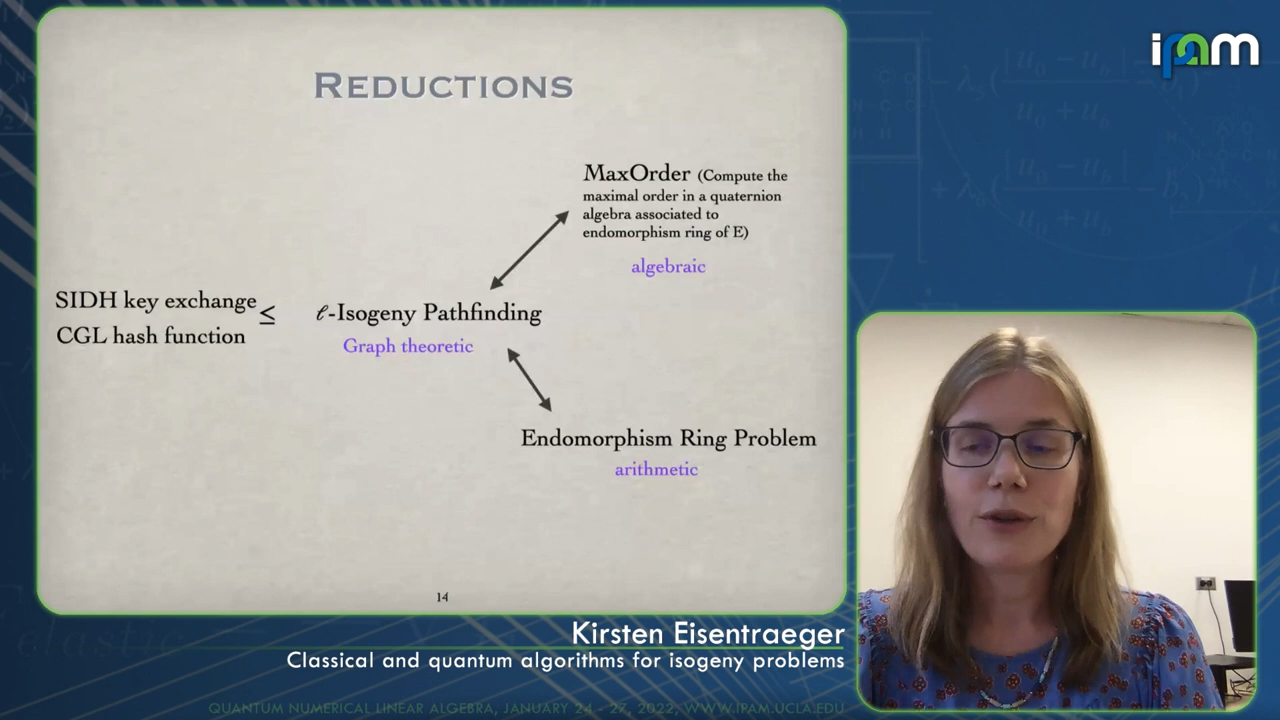 ipam
REDUCTIONS
MaxOrder (Compute the
maximal order in a quaternion
algebra associated to
endomorphism ring of E)
algebraic
SIDH key exchange
CGL hash function
≤
ℓ-Isogeny Pathfinding
Graph theoretic
Endomorphism Ring Problem
arithmetic
14
Kirsten Eisentraeger
Classical and quantum algorithms for isogeny problems
QUANTUM NUMERICAL LINEAR ALGEBRA, JANUARY 24 - 27, 2022, WWW.IPAM.UCLA.EDU